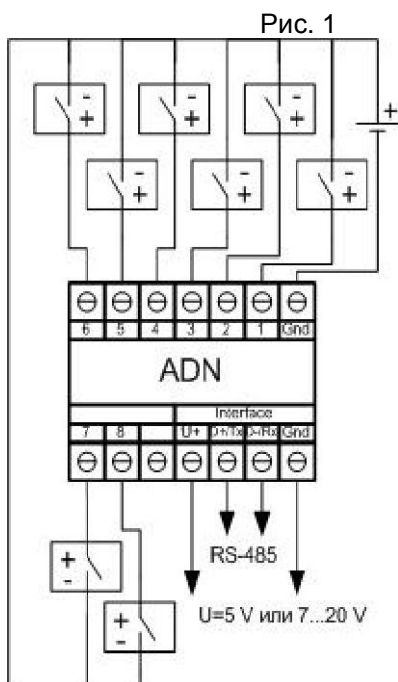 Рис. 1
- + - + - + +
- + - + - +
6 5 4 3 2 1 Gnd
ADN
Interface
7 8 U+ D+/Tx D-/Rx Gnd
RS-485
+ -
+ -
U=5 V или 7...20 V